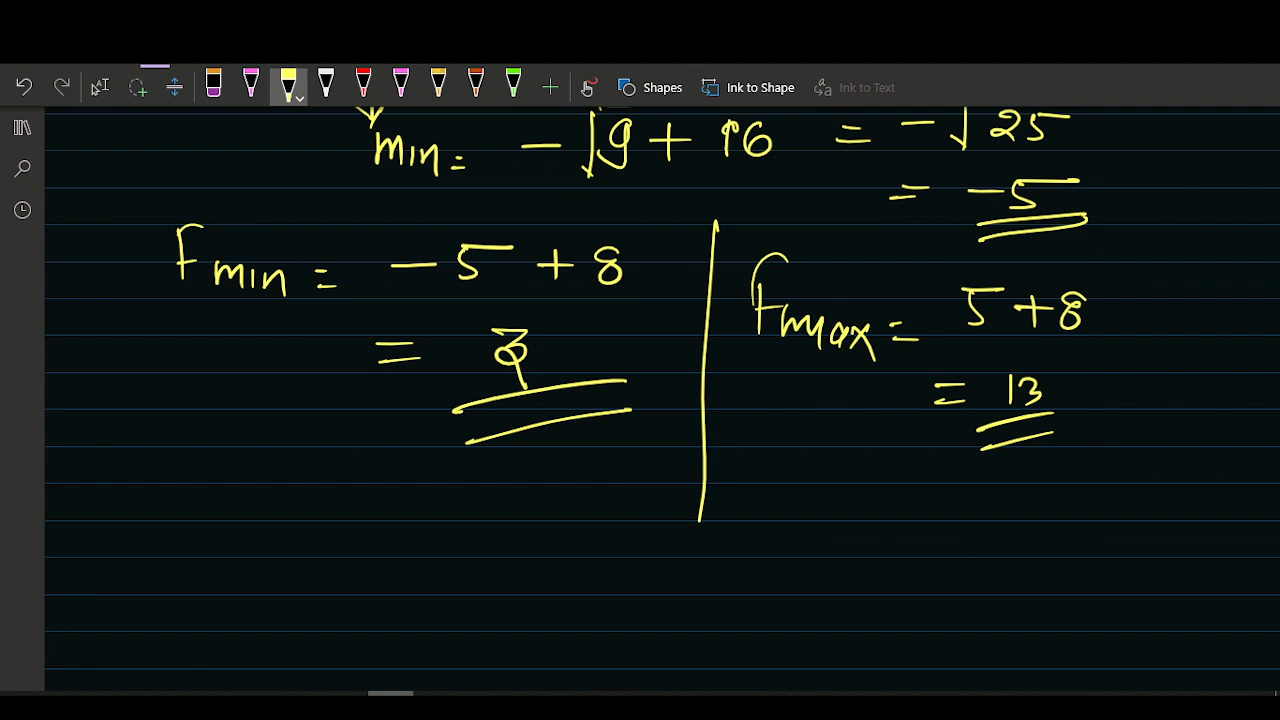 Shapes Ink to Shape Ink to Text
min = -√9 + 16 = -√25
= -5
Fmin = -5 + 8
= 3
Fmax = 5 + 8
= 13